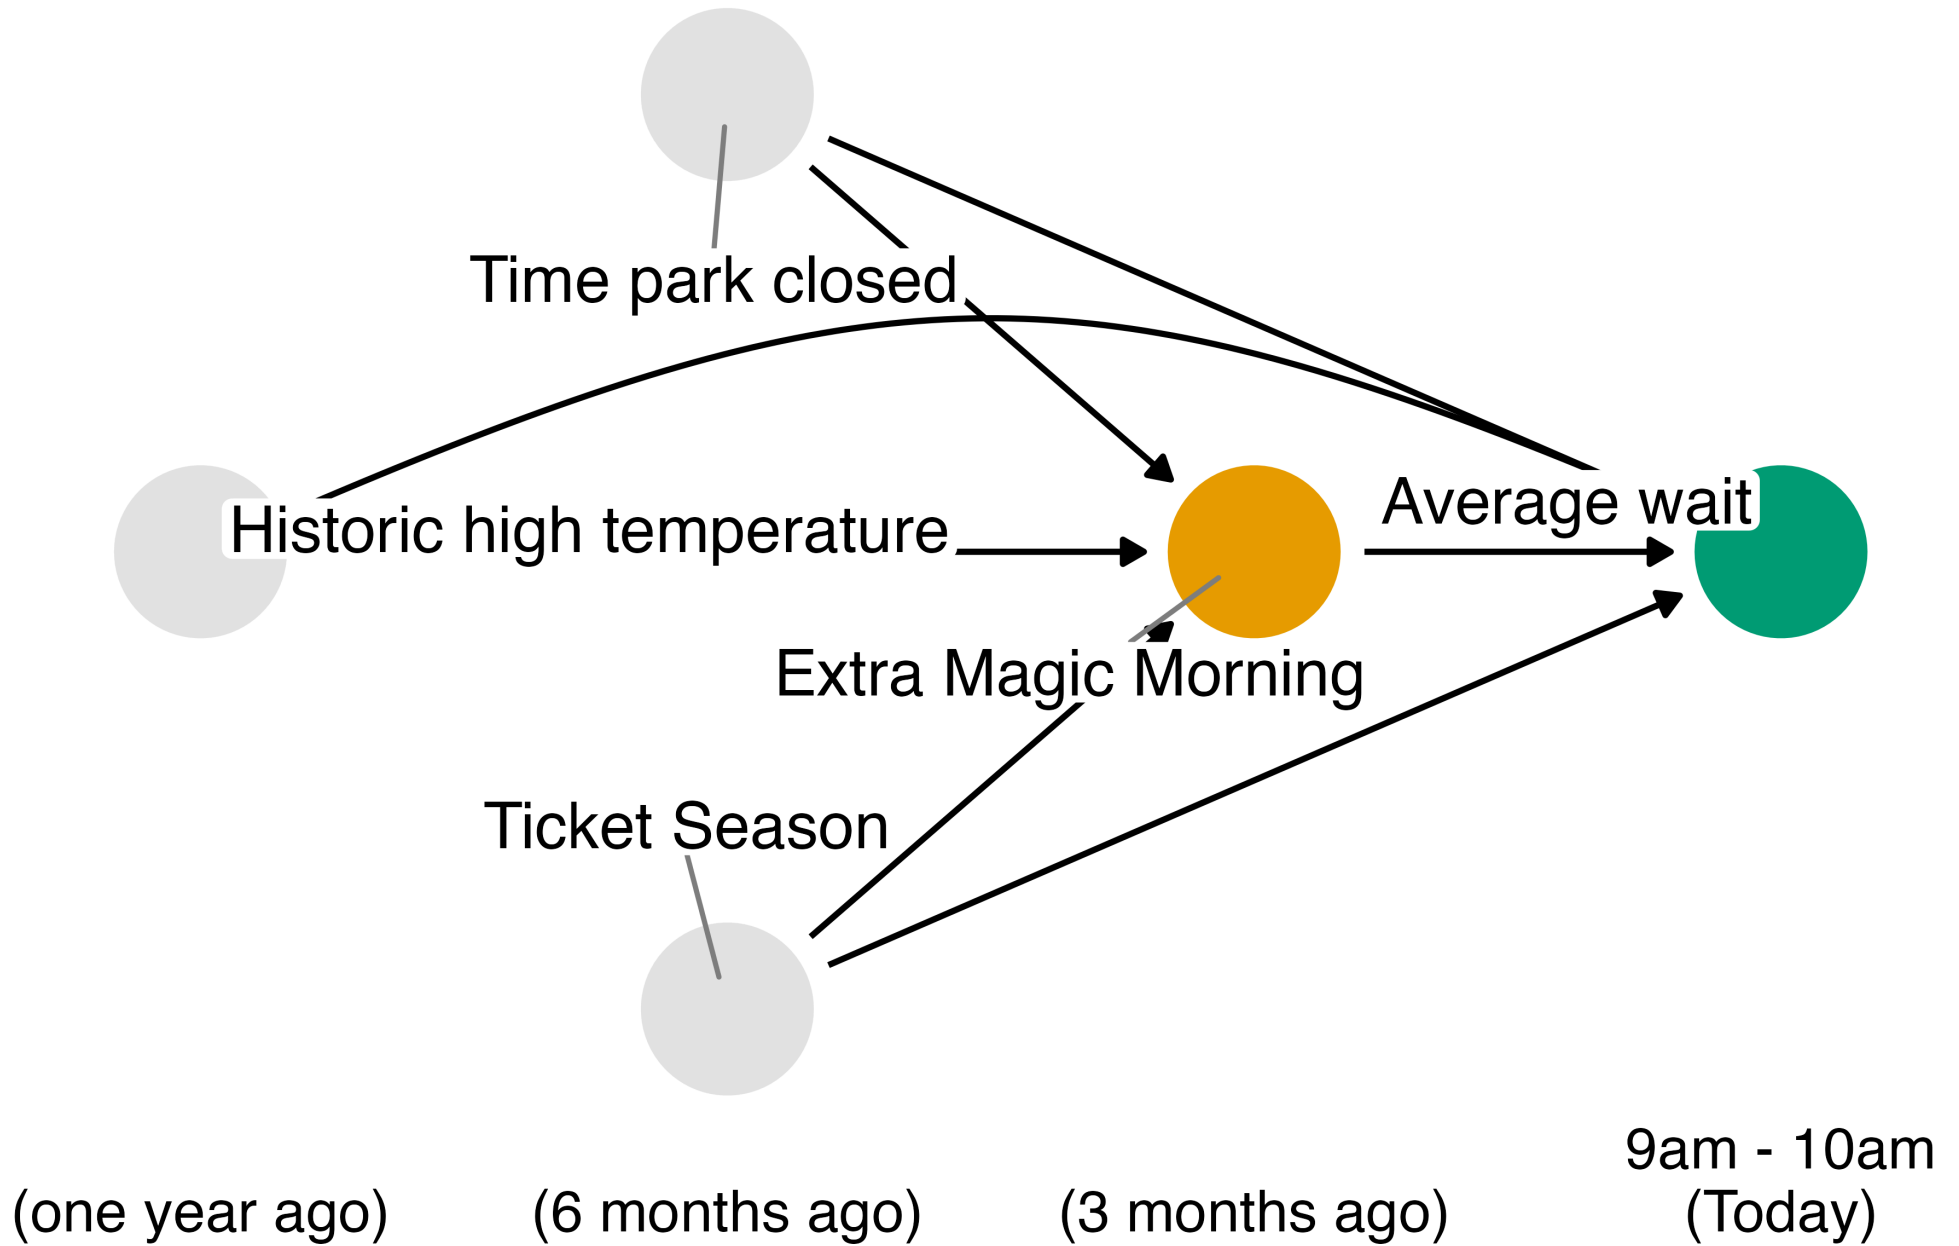 Time park closed
Average wait
Historic high temperature
Extra Magic Morning
Ticket Season
9am - 10am
(one year ago)
(6 months ago)
(3 months ago)
(Today)